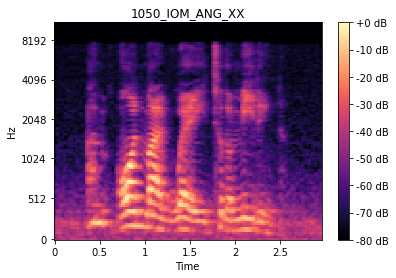 1050_IOM_ANG_XX
8192
4096
2048
1024
512
0
Hz
0 0.5 1 1.5 2 2.5
Time
+0 dB
-10 dB
-20 dB
-30 dB
-40 dB
-50 dB
-60 dB
-70 dB
-80 dB